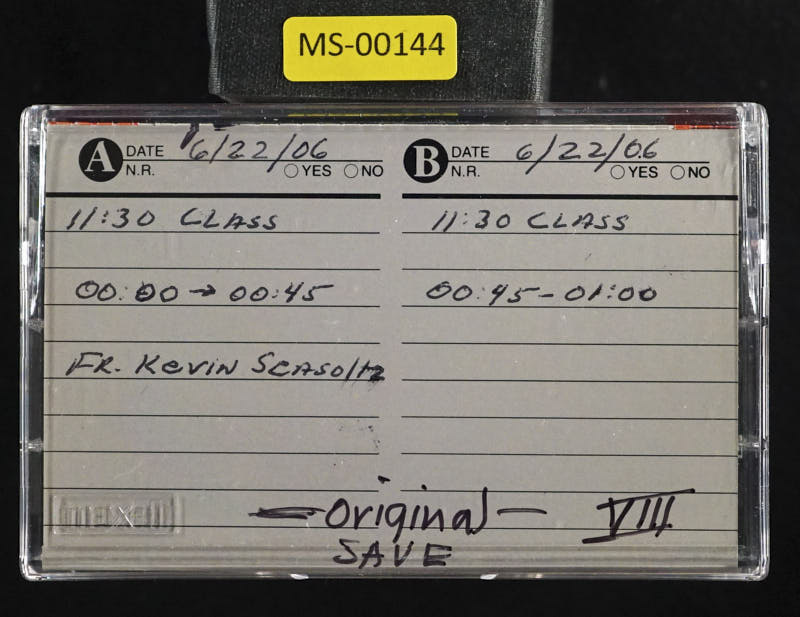 MS-00144
A DATE 6/22/06
N.R. YES NO
B DATE 6/22/06
N.R. YES NO
11:30 CLASS
11:30 CLASS
00:00 → 00:45
00:45 - 01:00
FR. KEVIN SEASOLTZ
— original —
VIII
SAVE
maxell